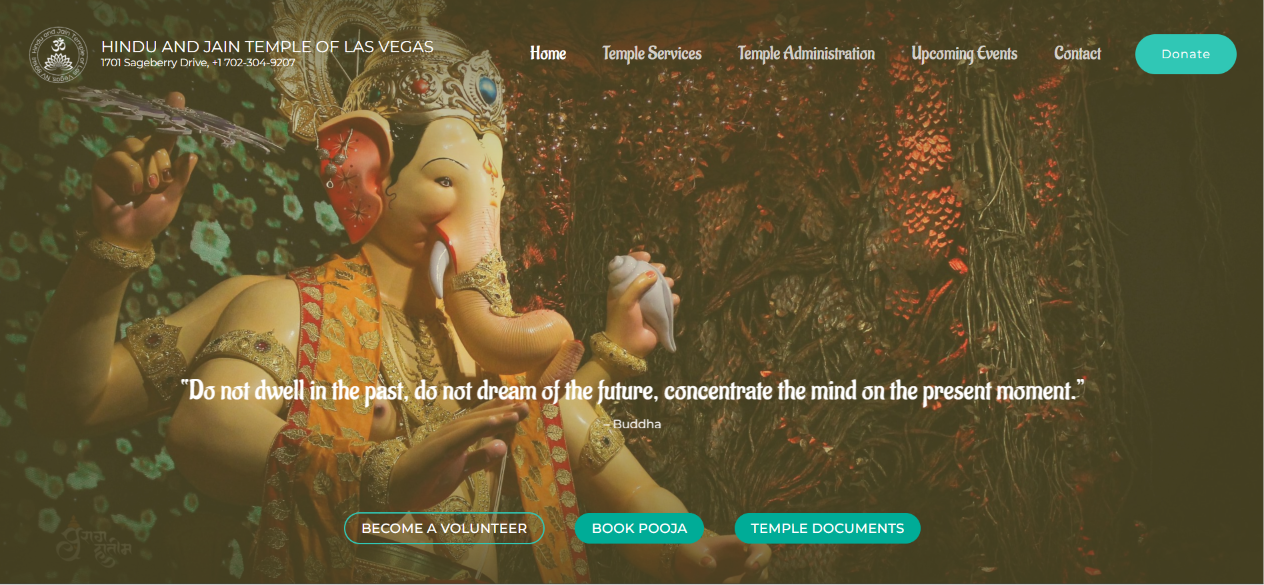 HINDU AND JAIN TEMPLE OF LAS VEGAS
1701 Sageberry Drive, +1 702-304-9207
Home
Temple Services
Temple Administration
Upcoming Events
Contact
Donate
ॐ
"Do not dwell in the past, do not dream of the future, concentrate the mind on the present moment."
– Buddha
BECOME A VOLUNTEER
BOOK POOJA
TEMPLE DOCUMENTS